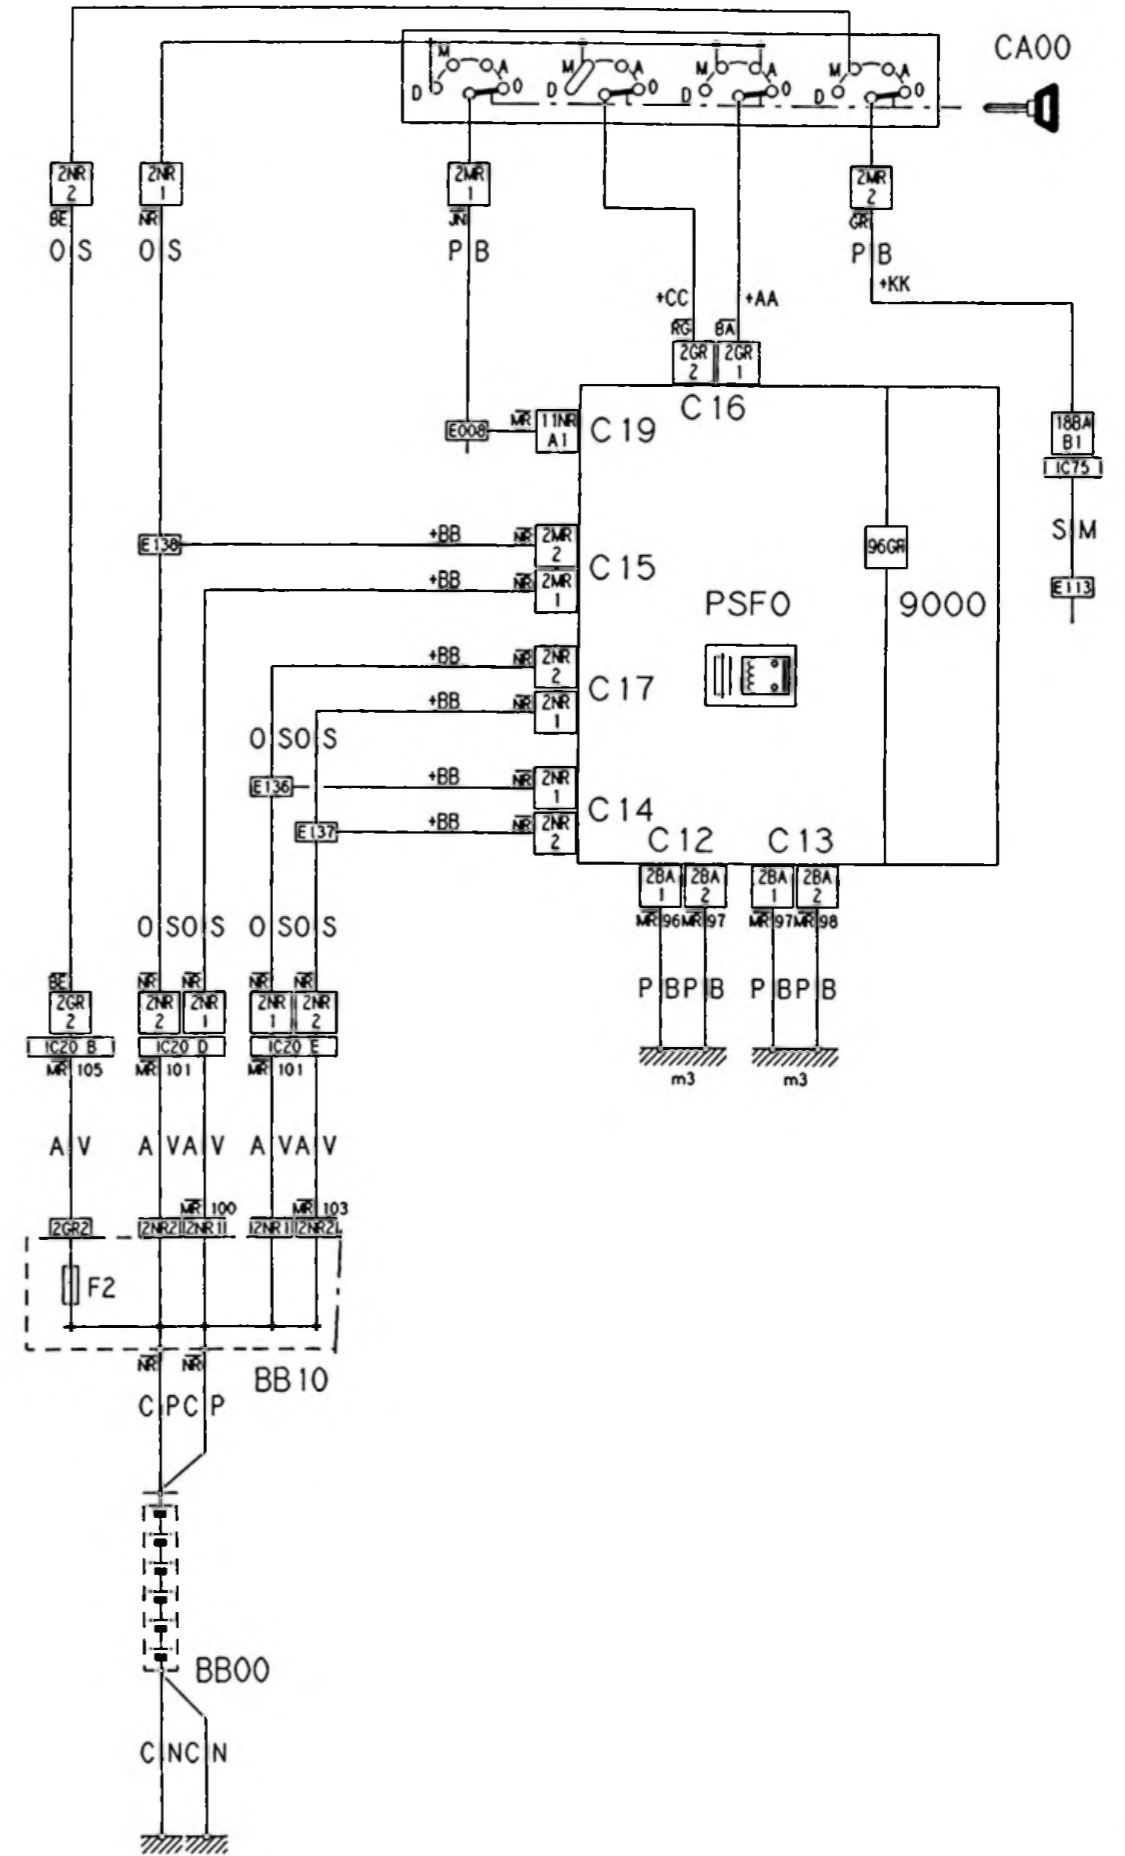 CA00
M A D O M A D O M A D O M A D O
2NR 2
2NR 1
2MR 1
2MR 2
BE NR JN GR
O S O S P B P B
+KK
+CC +AA
RG BA
2GR 2
2GR 1
C16
E008 MR 11NR A1 C19
18BA B1
1C75
S M
E113
E138 +BB NR 2MR 2
C15
+BB NR 2MR 1
96GR
PSF0 9000
+BB NR 2NR 2
C17
+BB NR 2NR 1
O S O S
E136 +BB NR 2NR 1
C14
E137 +BB NR 2NR 2
C12 C13
2BA 1
2BA 2
2BA 1
2BA 2
MR 96 MR 97 MR 97 MR 98
O S O S O S O S
P B P B P B P B
BE NR NR NR NR
2GR 2
2NR 2
2NR 1
2NR 1
2NR 2
1C20 B 1C20 D 1C20 E
MR 105 MR 101 MR 101
m3 m3
A V A V A V A V A V
MR 100 MR 103
2GR2 2NR2 2NR1 2NR1 2NR2
F2
NR NR
BB10
C P C P
BB00
C N C N